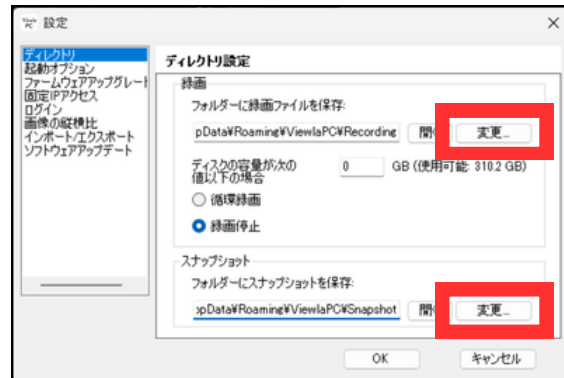 設定
ディレクトリ
起動オプション
ファームウェアアップグレート
固定IPアクセス
ログイン
画像の縦横比
インポート/エクスポート
ソフトウェアアップデート
ディレクトリ設定
録画
フォルダーに録画ファイルを保存:
pData¥Roaming¥ViewlaPC¥Recording
開
変更...
ディスクの容量が次の
値以下の場合
0 GB (使用可能: 310.2 GB)
循環録画
録画停止
スナップショット
フォルダーにスナップショットを保存:
pData¥Roaming¥ViewlaPC¥Snapshot
開
変更...
OK キャンセル